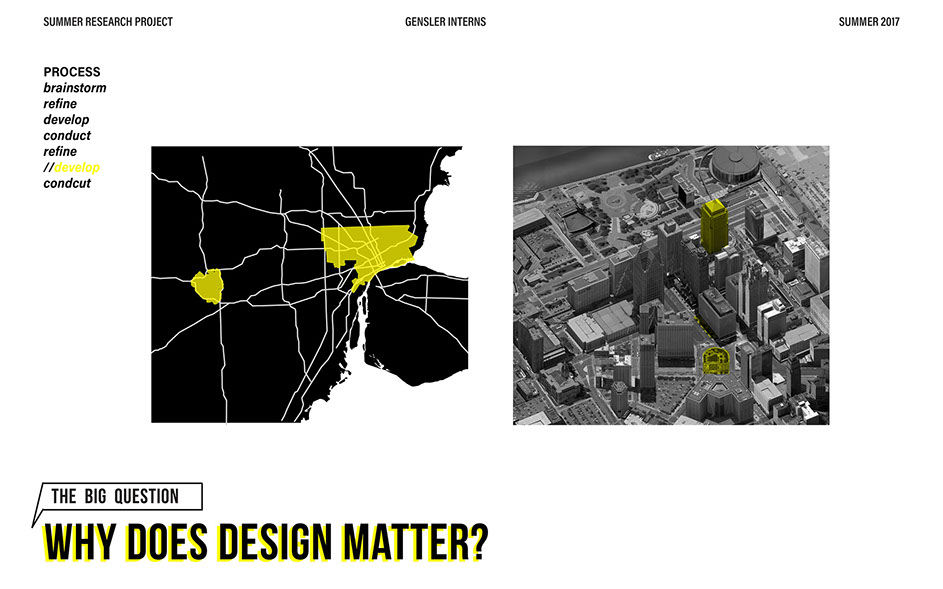 SUMMER RESEARCH PROJECT
GENSLER INTERNS
SUMMER 2017
PROCESS
brainstorm
refine
develop
conduct
refine
//develop
condcut
THE BIG QUESTION
WHY DOES DESIGN MATTER?